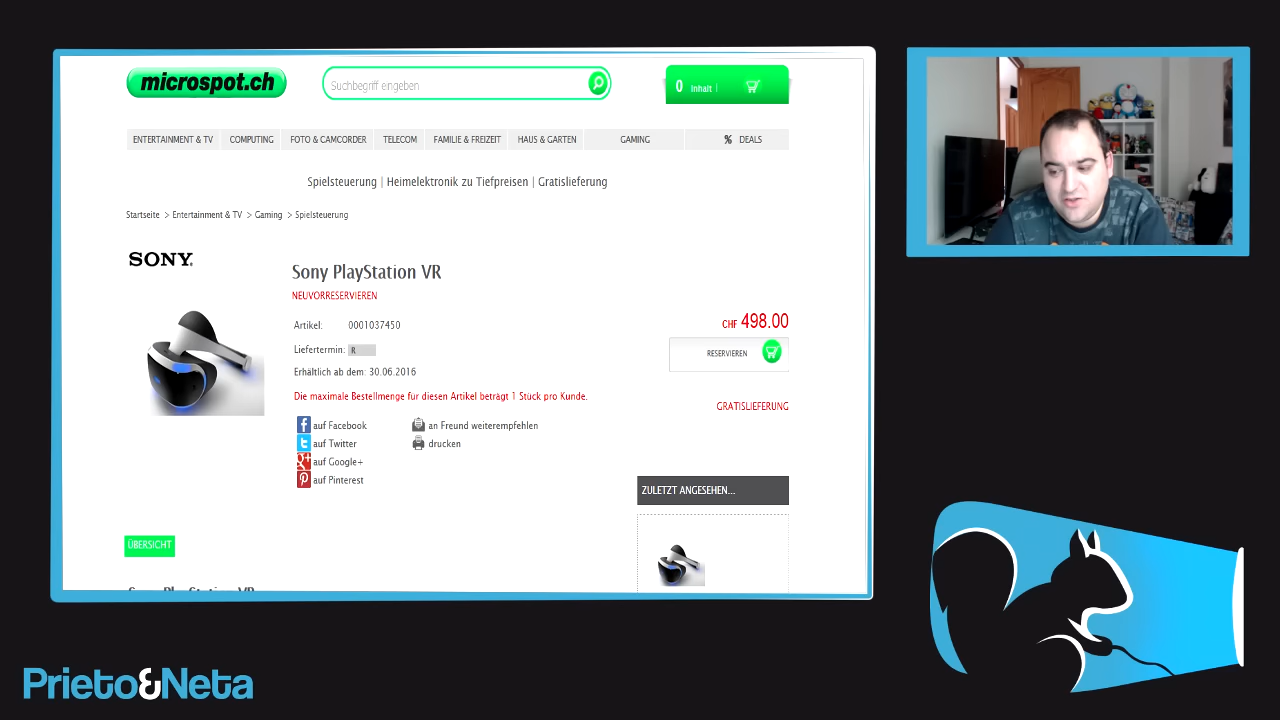 microspot.ch
Suchbegriff eingeben
0 Inhalt |
ENTERTAINMENT & TV COMPUTING FOTO & CAMCORDER TELECOM FAMILIE & FREIZEIT HAUS & GARTEN GAMING % DEALS
Spielsteuerung | Heimelektronik zu Tiefpreisen | Gratislieferung
Startseite > Entertainment & TV > Gaming > Spielsteuerung
SONY
Sony PlayStation VR
NEUVORRESERVIEREN
CHF 498.00
Artikel: 0001037450
Liefertermin: R
RESERVIEREN
Erhältlich ab dem: 30.06.2016
Die maximale Bestellmenge für diesen Artikel beträgt 1 Stück pro Kunde.
GRATISLIEFERUNG
auf Facebook an Freund weiterempfehlen
auf Twitter drucken
auf Google+
auf Pinterest
ZULETZT ANGESEHEN...
ÜBERSICHT
Sony PlayStation VR
Prieto&Neta